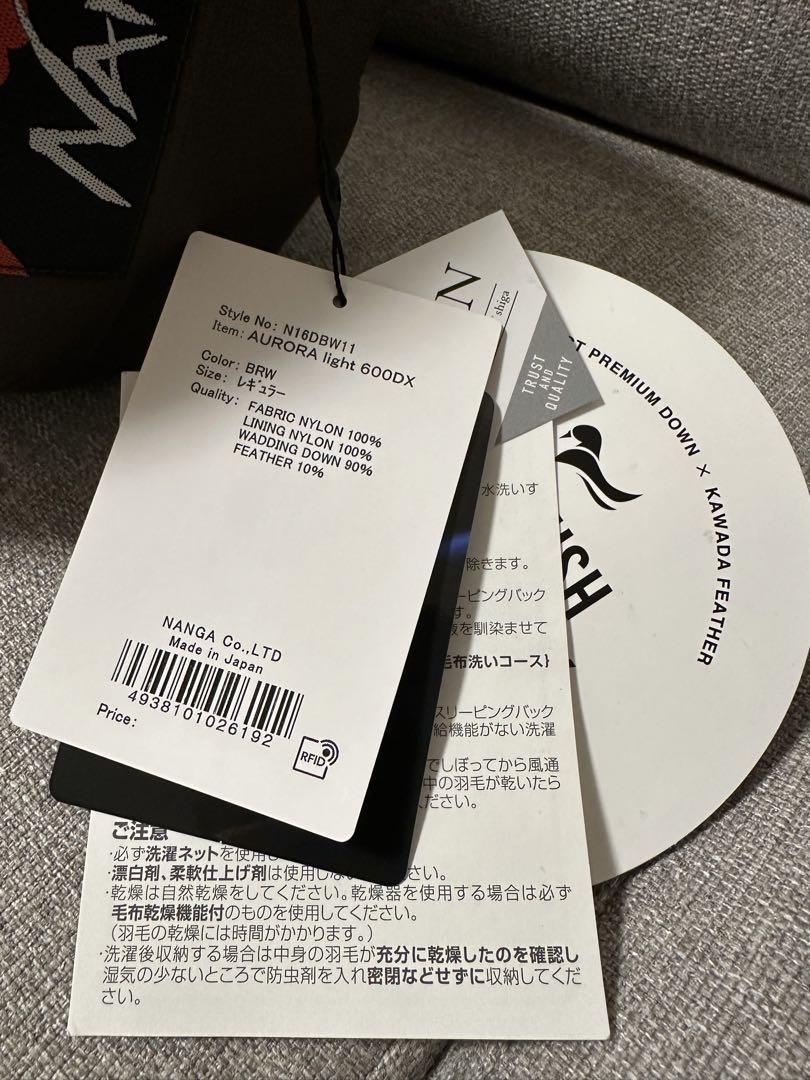 Style No: N16DBW11
Item: AURORA light 600DX
Color: BRW
Size: レギュラー
Quality: FABRIC NYLON 100%
LINING NYLON 100%
WADDING DOWN 90%
FEATHER 10%
NANGA Co.,LTD
Made in Japan
4938101026192
Price:
RFID
N
shiga
TRUST
AND
QUALITY
PREMIUM DOWN × KAWADA FEATHER
水洗いす
除きます。
ーピングバック
す。
を馴染ませて
毛布洗いコース}
スリーピングバック
給機能がない洗濯
でしぼってから風通
中の羽毛が乾いたら
ださい。
ご注意
・必ず洗濯ネットを使用し
・漂白剤、柔軟仕上げ剤は使用しな ださい。
・乾燥は自然乾燥をしてください。乾燥器を使用する場合は必ず
毛布乾燥機能付のものを使用してください。
(羽毛の乾燥には時間がかかります。)
・洗濯後収納する場合は中身の羽毛が充分に乾燥したのを確認し
湿気の少ないところで防虫剤を入れ密閉などせずに収納してくだ
さい。